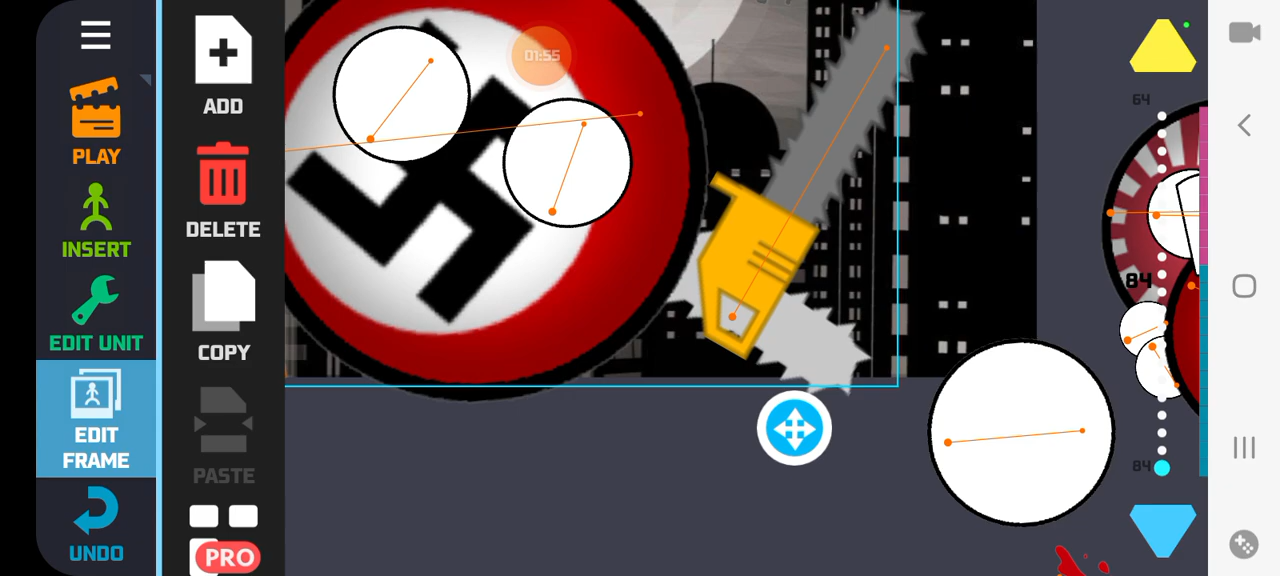 01:55
ADD
PLAY
DELETE
INSERT
EDIT UNIT
COPY
EDIT
FRAME
PASTE
UNDO
PRO
64
84
84